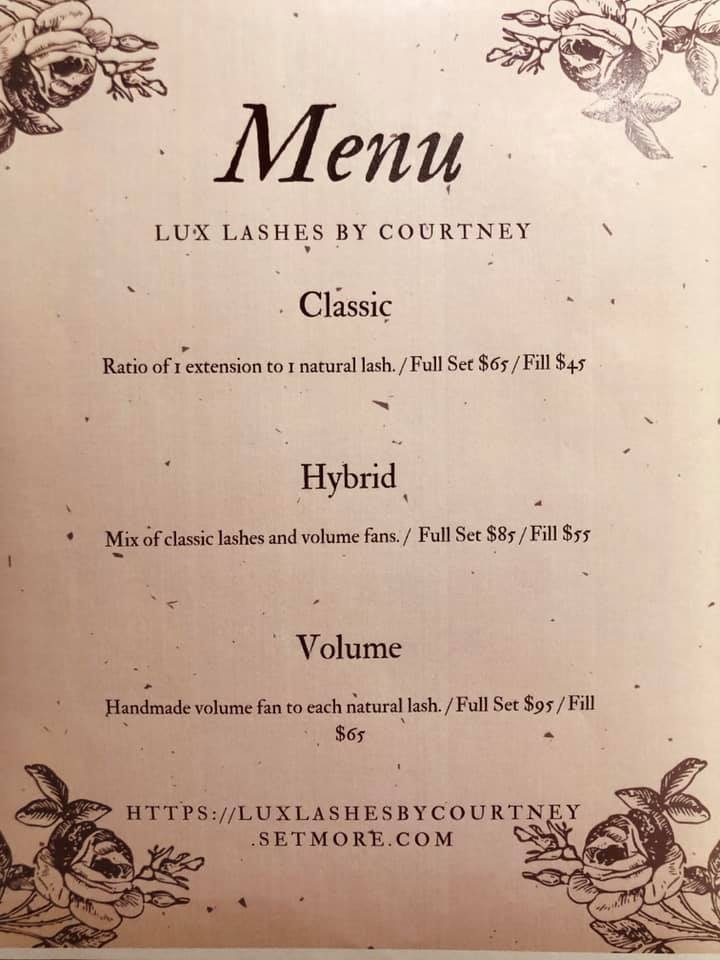 Menu
LUX LASHES BY COURTNEY
Classic
Ratio of 1 extension to 1 natural lash. / Full Set $65 / Fill $45
Hybrid
Mix of classic lashes and volume fans. / Full Set $85 / Fill $55
Volume
Handmade volume fan to each natural lash. / Full Set $95 / Fill
$65
HTTPS://LUXLASHESBYCOURTNEY
.SETMORE.COM